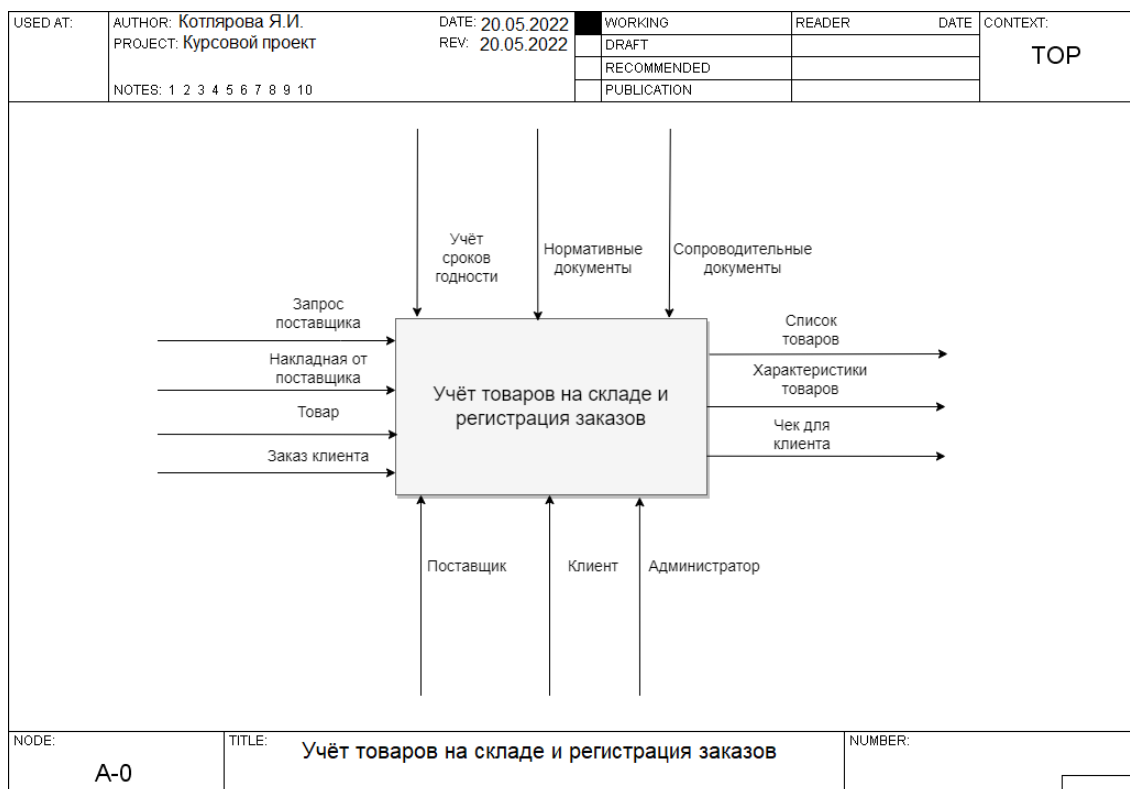 USED AT:
AUTHOR: Котлярова Я.И.
DATE: 20.05.2022
WORKING
READER
DATE
CONTEXT:
PROJECT: Курсовой проект
REV: 20.05.2022
DRAFT
TOP
RECOMMENDED
NOTES: 1 2 3 4 5 6 7 8 9 10
PUBLICATION
Учёт
сроков
годности
Нормативные
документы
Сопроводительные
документы
Запрос
поставщика
Накладная от
поставщика
Товар
Заказ клиента
Учёт товаров на складе и
регистрация заказов
Список
товаров
Характеристики
товаров
Чек для
клиента
Поставщик
Клиент
Администратор
NODE:
A-0
TITLE:
Учёт товаров на складе и регистрация заказов
NUMBER: